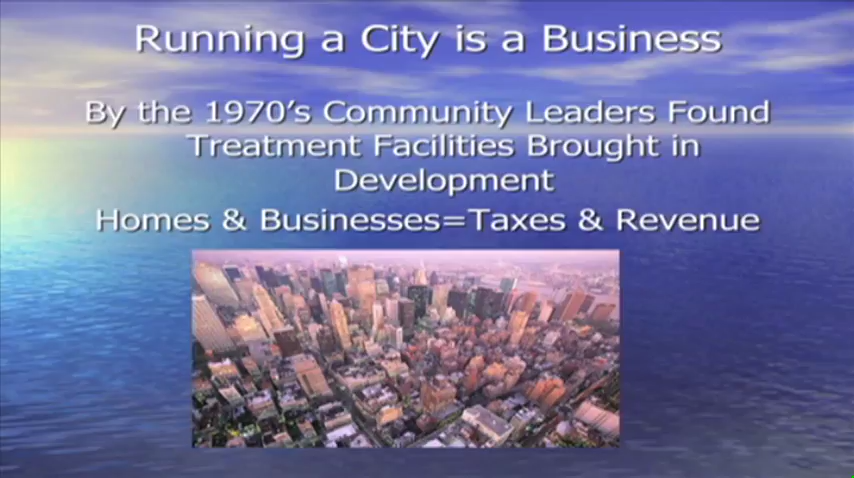 Running a City is a Business
By the 1970's Community Leaders Found
Treatment Facilities Brought in
Development
Homes & Businesses=Taxes & Revenue